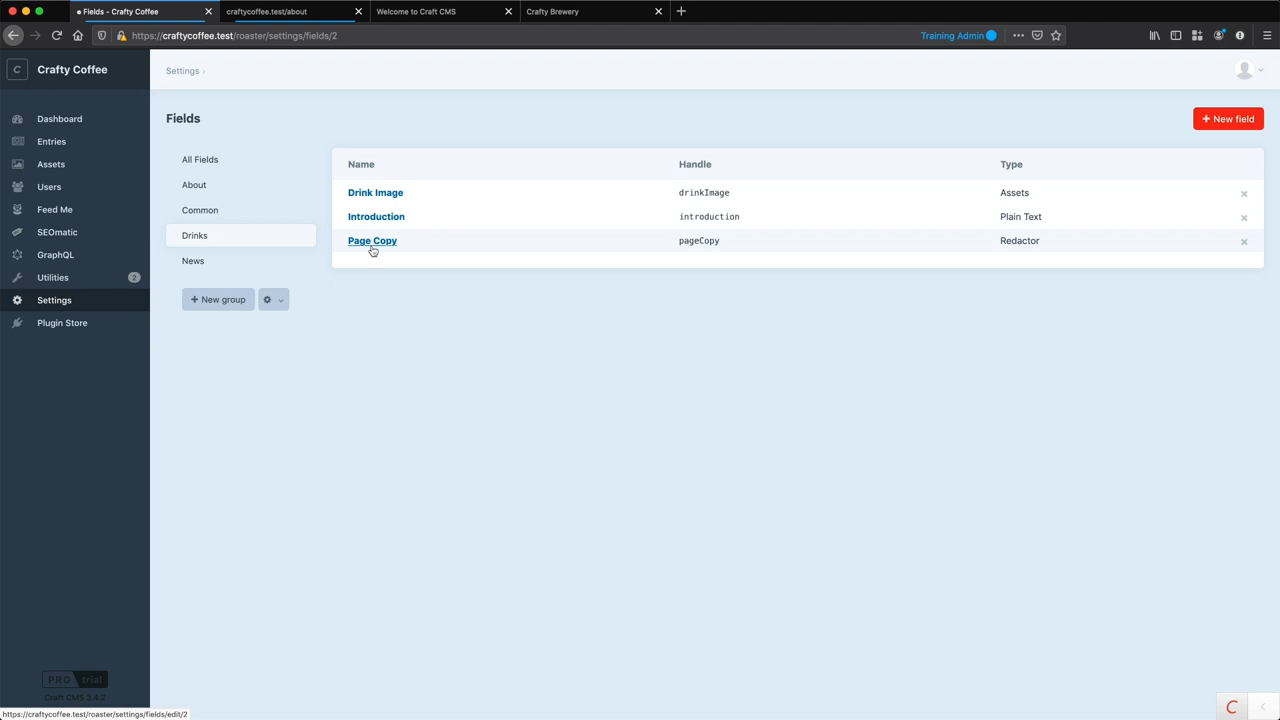 Fields - Crafty Coffee
craftycoffee.test/about
Welcome to Craft CMS
Crafty Brewery
https://craftycoffee.test/roaster/settings/fields/2
Training Admin
C Crafty Coffee
Settings ›
Dashboard
Entries
Assets
Users
Feed Me
SEOmatic
GraphQL
Utilities 2
Settings
Plugin Store
Fields
+ New field
All Fields
About
Common
Drinks
News
+ New group
Name Handle Type
Drink Image drinkImage Assets
Introduction introduction Plain Text
Page Copy pageCopy Redactor
PRO trial
Craft CMS 3.4.2
https://craftycoffee.test/roaster/settings/fields/edit/2
C